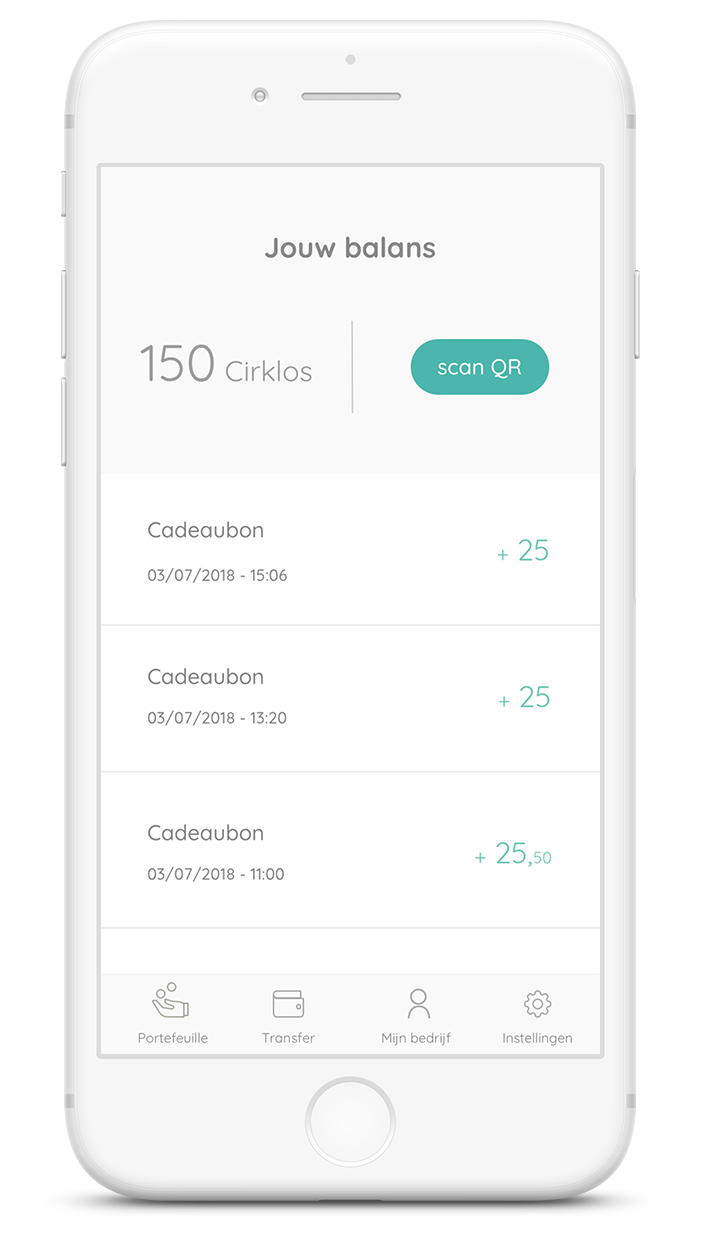 Jouw balans
150 Cirklos
scan QR
Cadeaubon
+ 25
03/07/2018 - 15:06
Cadeaubon
+ 25
03/07/2018 - 13:20
Cadeaubon
+ 25,50
03/07/2018 - 11:00
Portefeuille Transfer Mijn bedrijf Instellingen